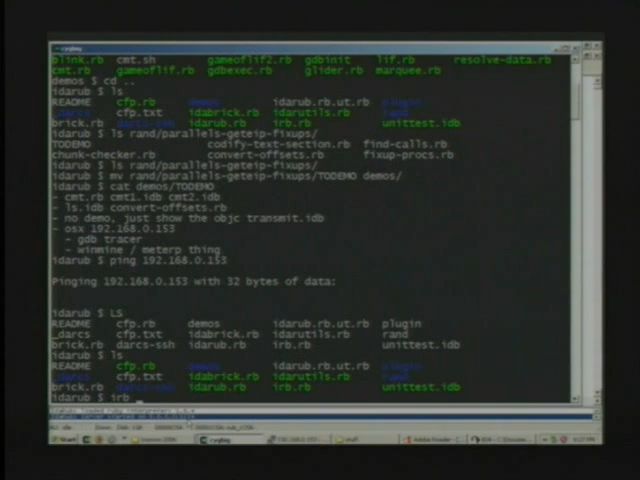 cygbig
blink.rb cmt.sh gameoflif2.rb gdbinit lif.rb resolve-data.rb
cmt.rb gameoflif.rb gdbexec.rb glider.rb marquee.rb
demos $ cd ..
idarub $ ls
README cfp.rb demos idarub.rb.ut.rb plugin
_darcs cfp.txt idabrick.rb idarutils.rb rand
brick.rb darcs-ssh idarub.rb irb.rb unittest.idb
idarub $ ls rand/parallels-geteip-fixups/
TODEMO codify-text-section.rb find-calls.rb
chunk-checker.rb convert-offsets.rb fixup-procs.rb
idarub $ ls rand/parallels-geteip-fixups/
idarub $ mv rand/parallels-geteip-fixups/TODEMO demos/
idarub $ cat demos/TODEMO
- cmt.rb cmt1.idb cmt2.idb
- ls.idb convert-offsets.rb
- no demo, just show the objc transmit.idb
- osx 192.168.0.153
- gdb tracer
- winmine / meterp thing
idarub $ ping 192.168.0.153
Pinging 192.168.0.153 with 32 bytes of data:
idarub $ LS
README cfp.rb demos idarub.rb.ut.rb plugin
_darcs cfp.txt idabrick.rb idarutils.rb rand
brick.rb darcs-ssh idarub.rb irb.rb unittest.idb
idarub $ ls
README cfp.rb demos idarub.rb.ut.rb plugin
_darcs cfp.txt idabrick.rb idarutils.rb rand
brick.rb darcs-ssh idarub.rb irb.rb unittest.idb
idarub $ irb _
Start cygbig stuff